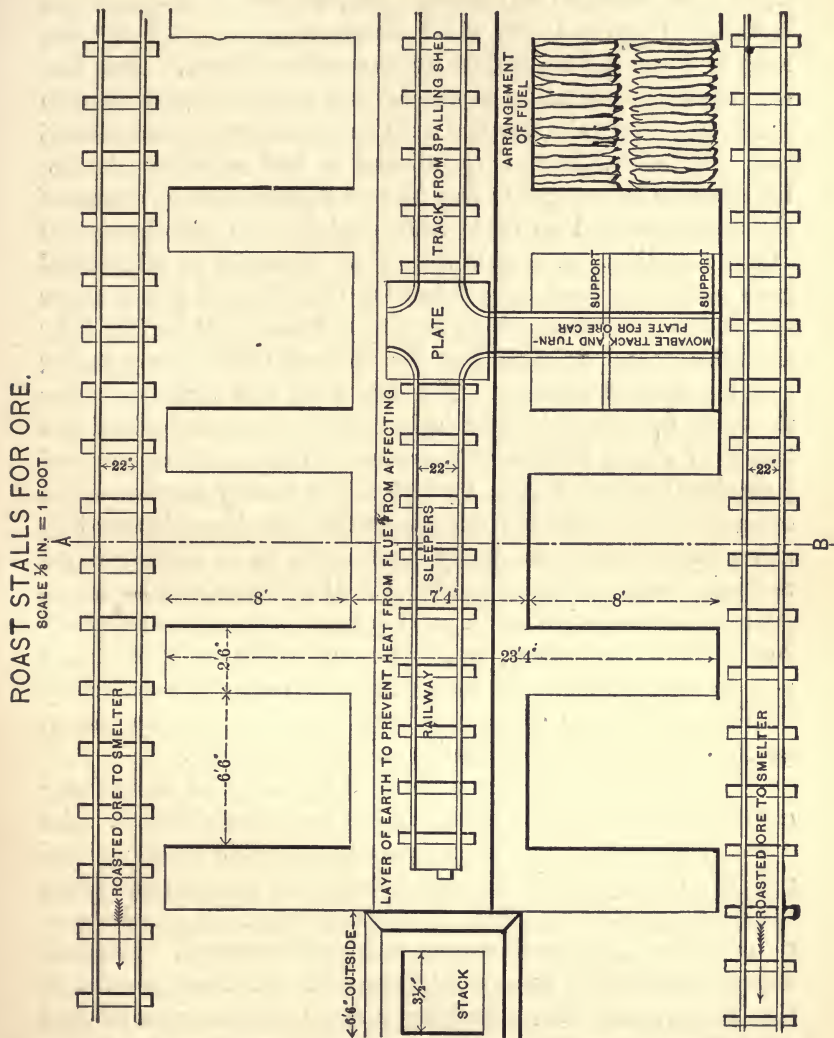 ROAST STALLS FOR ORE.
SCALE ⅛ IN. = 1 FOOT
22"
ROASTED ORE TO SMELTER
A
8'
2'6"
6'6"
LAYER OF EARTH TO PREVENT HEAT FROM FLUE FROM AFFECTING
RAILWAY SLEEPERS
22"
PLATE
TRACK FROM SPALLING SHED
7'4"
23'4"
6'6" OUTSIDE
3½"
STACK
ARRANGEMENT
OF FUEL
SUPPORT
SUPPORT
MOVABLE TRACK AND TURN-
PLATE FOR ORE CAR
8'
22"
B
ROASTED ORE TO SMELTER